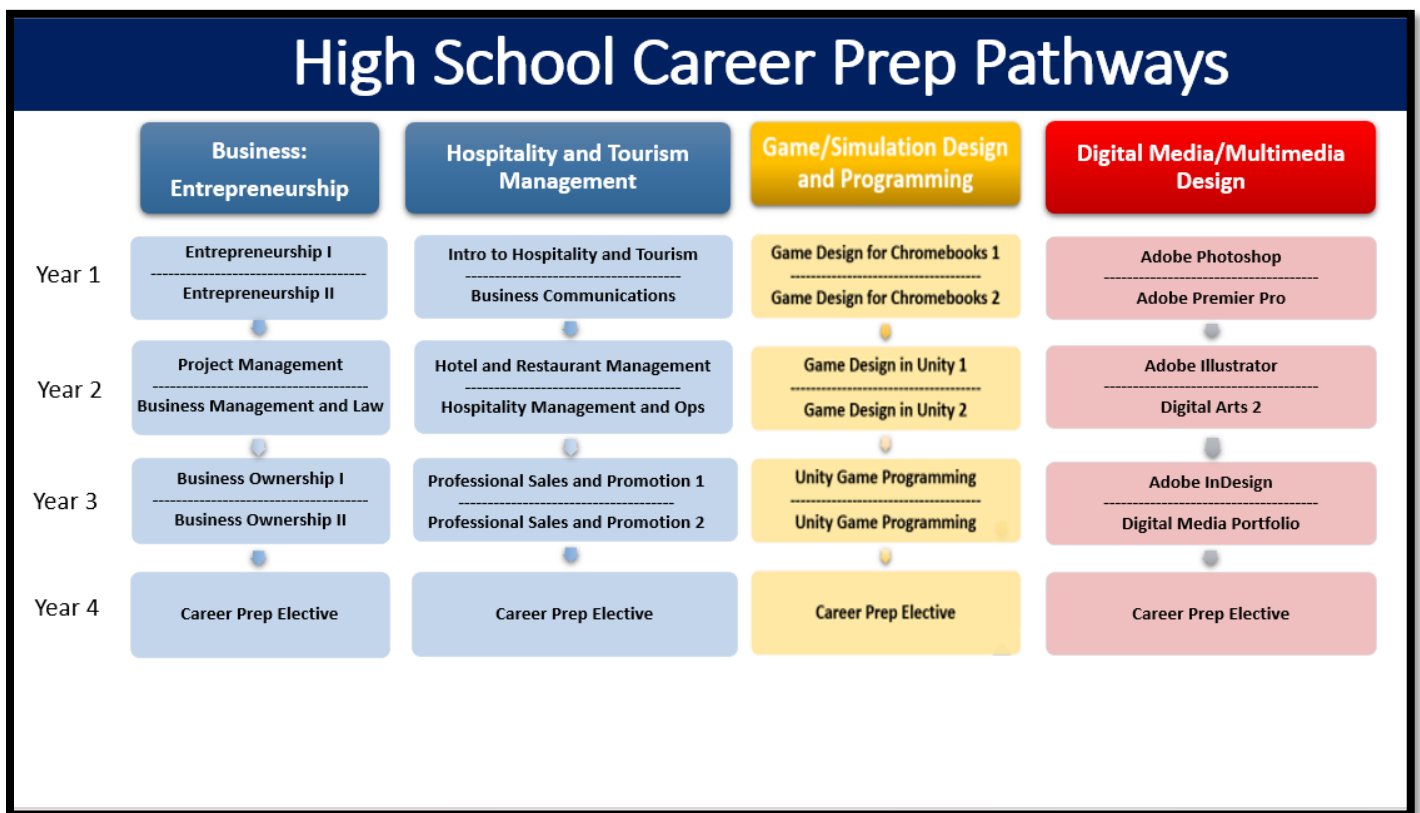 High School Career Prep Pathways
Business:
Entrepreneurship
Hospitality and Tourism
Management
Game/Simulation Design
and Programming
Digital Media/Multimedia
Design
Year 1
Entrepreneurship I
Entrepreneurship II
Intro to Hospitality and Tourism
Business Communications
Game Design for Chromebooks 1
Game Design for Chromebooks 2
Adobe Photoshop
Adobe Premier Pro
Year 2
Project Management
Business Management and Law
Hotel and Restaurant Management
Hospitality Management and Ops
Game Design in Unity 1
Game Design in Unity 2
Adobe Illustrator
Digital Arts 2
Year 3
Business Ownership I
Business Ownership II
Professional Sales and Promotion 1
Professional Sales and Promotion 2
Unity Game Programming
Unity Game Programming
Adobe InDesign
Digital Media Portfolio
Year 4
Career Prep Elective
Career Prep Elective
Career Prep Elective
Career Prep Elective